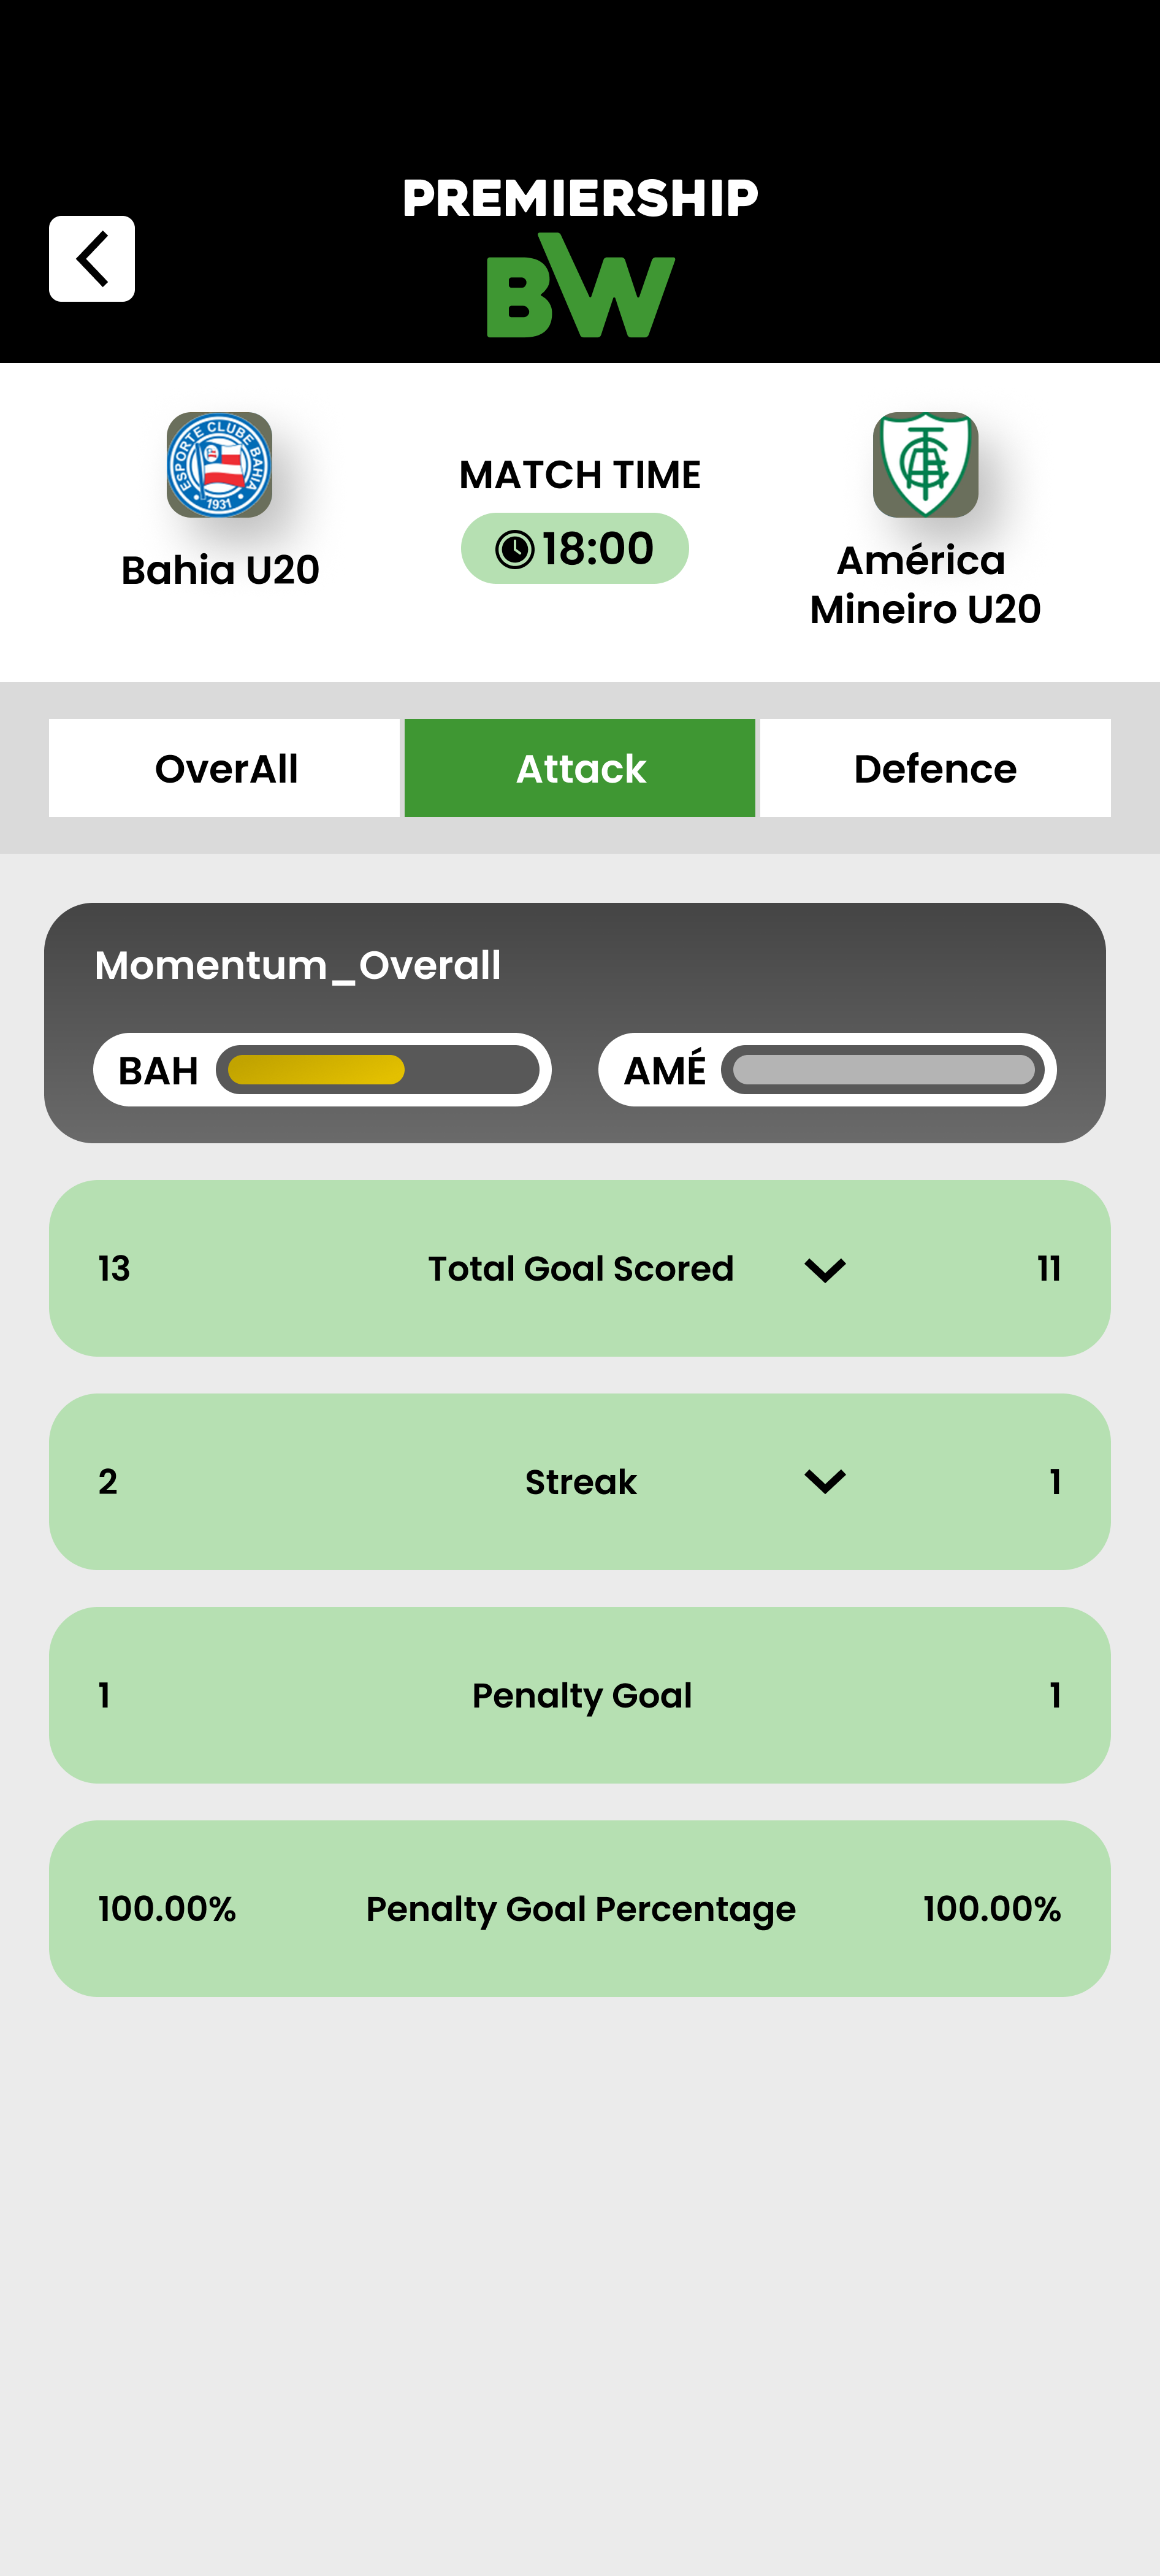 PREMIERSHIP
BW
ESPORTE CLUBE BAHIA
1931
Bahia U20
MATCH TIME
18:00
América
Mineiro U20
OverAll
Attack
Defence
Momentum_Overall
BAH
AMÉ
13 Total Goal Scored 11
2 Streak 1
1 Penalty Goal 1
100.00% Penalty Goal Percentage 100.00%